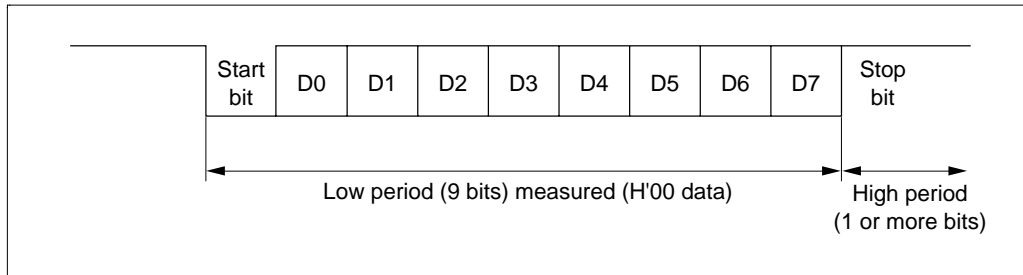 Start
bit
D0
D1
D2
D3
D4
D5
D6
D7
Stop
bit
Low period (9 bits) measured (H'00 data)
High period
(1 or more bits)